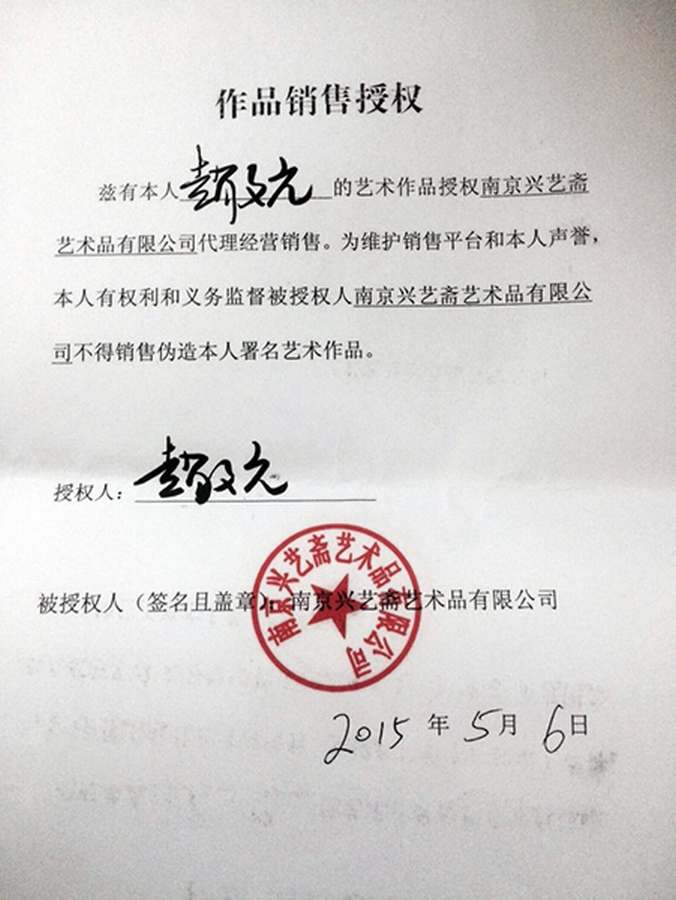 作品销售授权
兹有本人赵文元的艺术作品授权南京兴艺斋
艺术品有限公司代理经营销售。为维护销售平台和本人声誉，
本人有权利和义务监督被授权人南京兴艺斋艺术品有限公
司不得销售伪造本人署名艺术作品。
授权人：赵文元
被授权人（签名且盖章）：南京兴艺斋艺术品有限公司
南京兴艺斋艺术品有限公司
2015 年 5 月 6 日